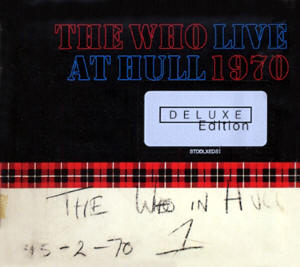 THE WHO LIVE
AT HULL 1970
DELUXE
Edition
THE WHO IN HULL
15-2-70 1